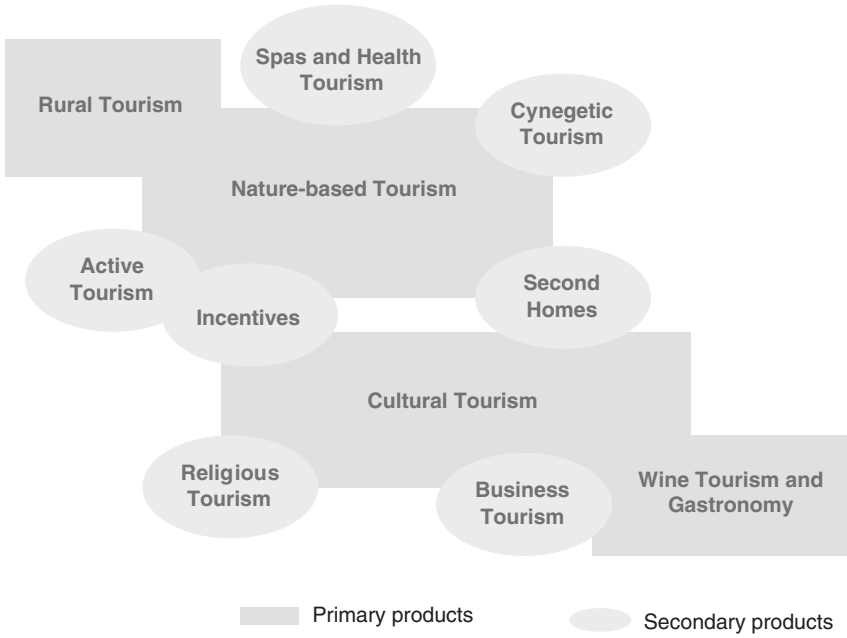 Spas and Health
Tourism
Rural Tourism
Cynegetic
Tourism
Nature-based Tourism
Active
Tourism
Second
Homes
Incentives
Cultural Tourism
Religious
Tourism
Business
Tourism
Wine Tourism and
Gastronomy
Primary products
Secondary products